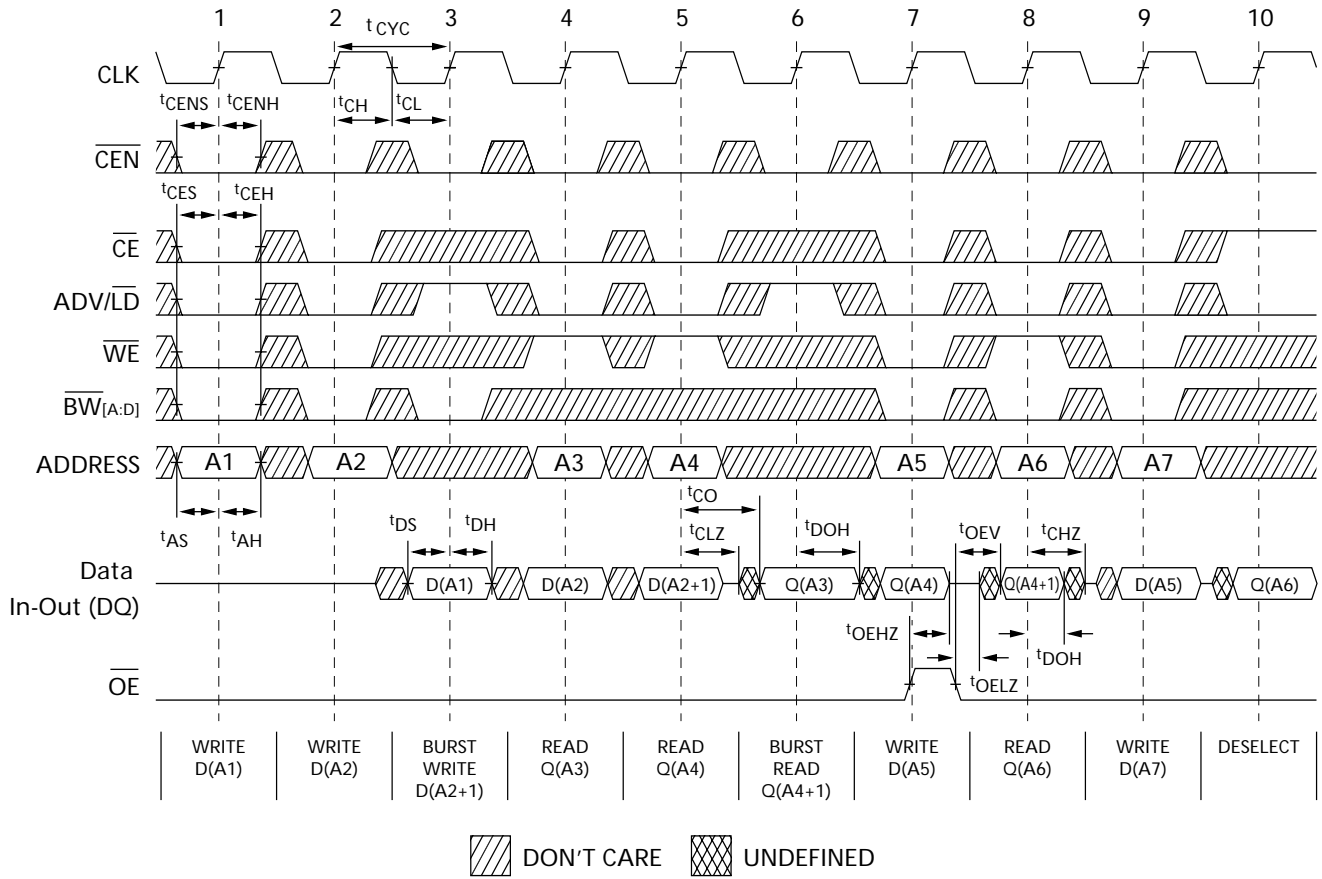 1 2 3 4 5 6 7 8 9 10
tCYC
CLK
tCENS tCENH tCH tCL
CEN
tCES tCEH
CE
ADV/LD
WE
BW[A:D]
ADDRESS A1 A2 A3 A4 A5 A6 A7
tCO
tAS tAH tDS tDH tCLZ tDOH tOEV tCHZ
Data
In-Out (DQ)
D(A1) D(A2) D(A2+1) Q(A3) Q(A4) Q(A4+1) D(A5) Q(A6)
tOEHZ tDOH
tOELZ
OE
WRITE D(A1)
WRITE D(A2)
BURST WRITE D(A2+1)
READ Q(A3)
READ Q(A4)
BURST READ Q(A4+1)
WRITE D(A5)
READ Q(A6)
WRITE D(A7)
DESELECT
DON'T CARE UNDEFINED